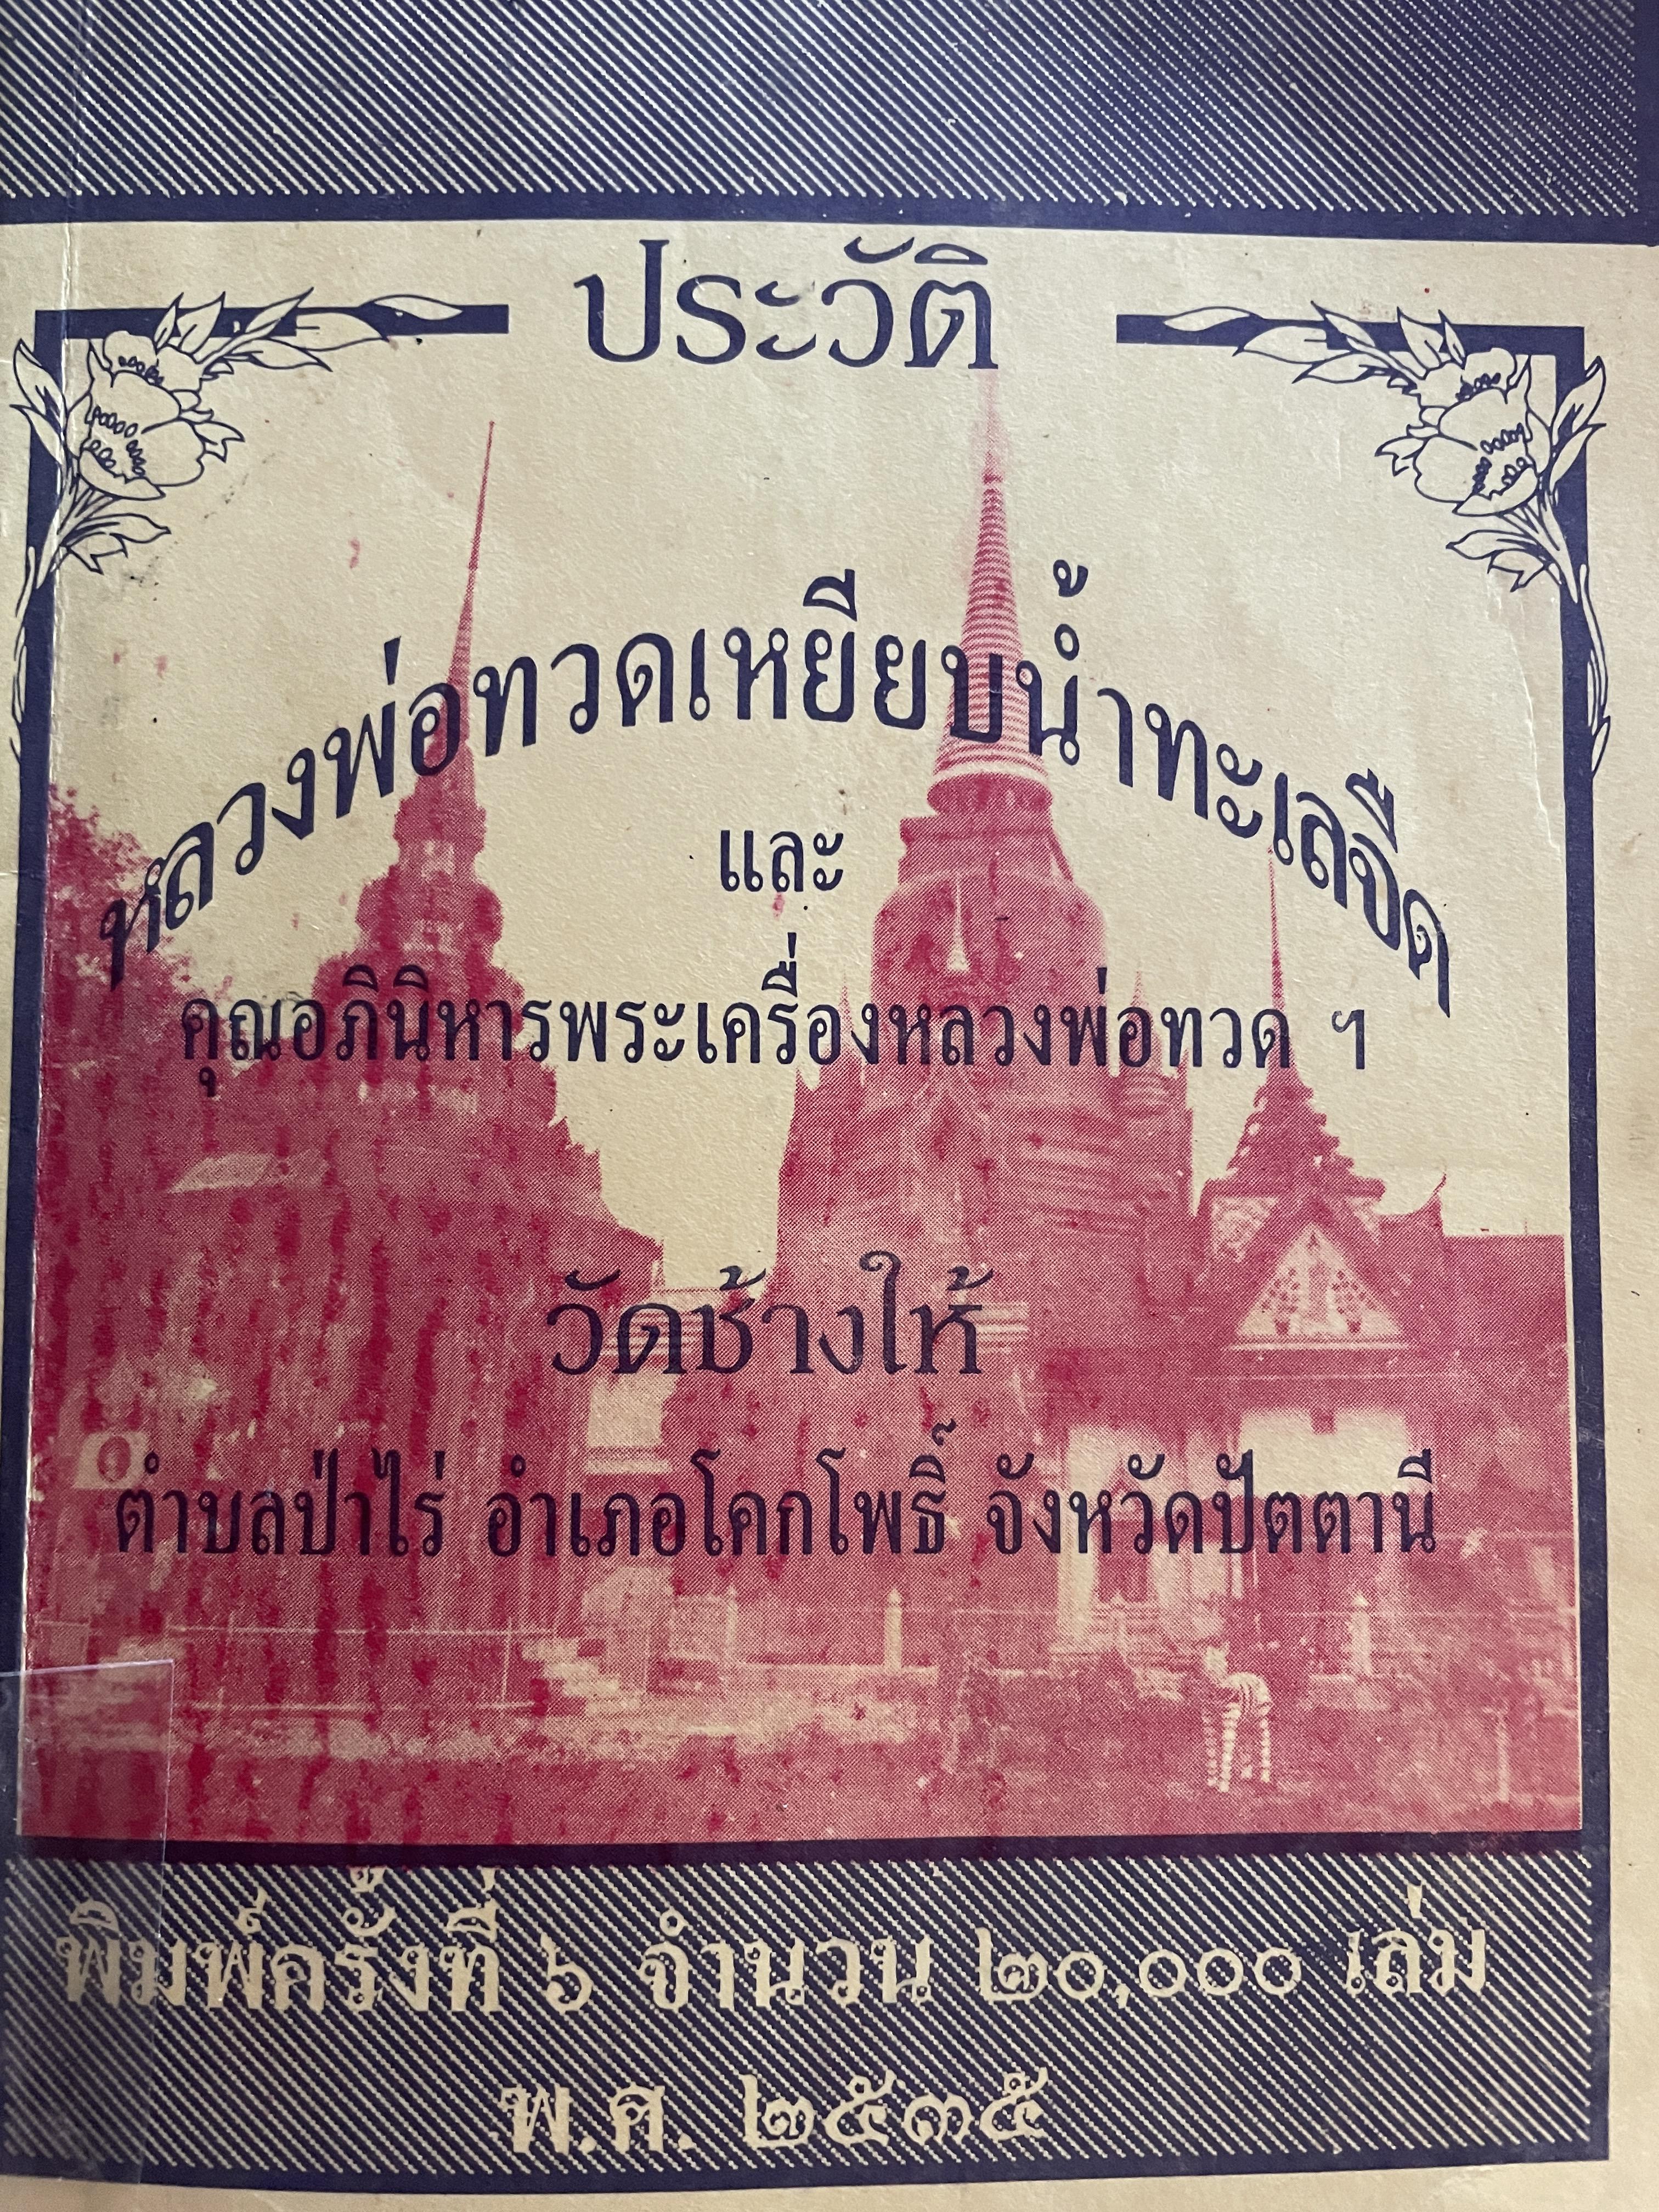 ประวัติ
หลวงพ่อทวดเหยียบน้ำทะเลจืด
และ
คุณอภินิหารพระเครื่องหลวงพ่อทวด ฯ
วัดช้างให้
ตำบลป่าไร่ อำเภอโคกโพธิ์ จังหวัดปัตตานี
พิมพ์ครั้งที่ ๖ จำนวน ๒๐,๐๐๐ เล่ม
พ.ศ. ๒๕๓๕